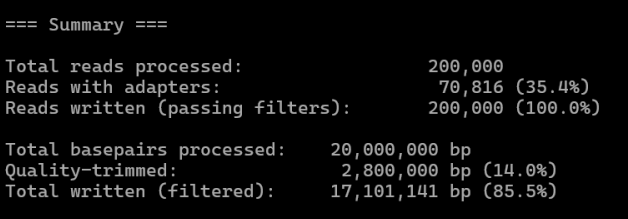 === Summary ===
Total reads processed: 200,000
Reads with adapters: 70,816 (35.4%)
Reads written (passing filters): 200,000 (100.0%)
Total basepairs processed: 20,000,000 bp
Quality-trimmed: 2,800,000 bp (14.0%)
Total written (filtered): 17,101,141 bp (85.5%)